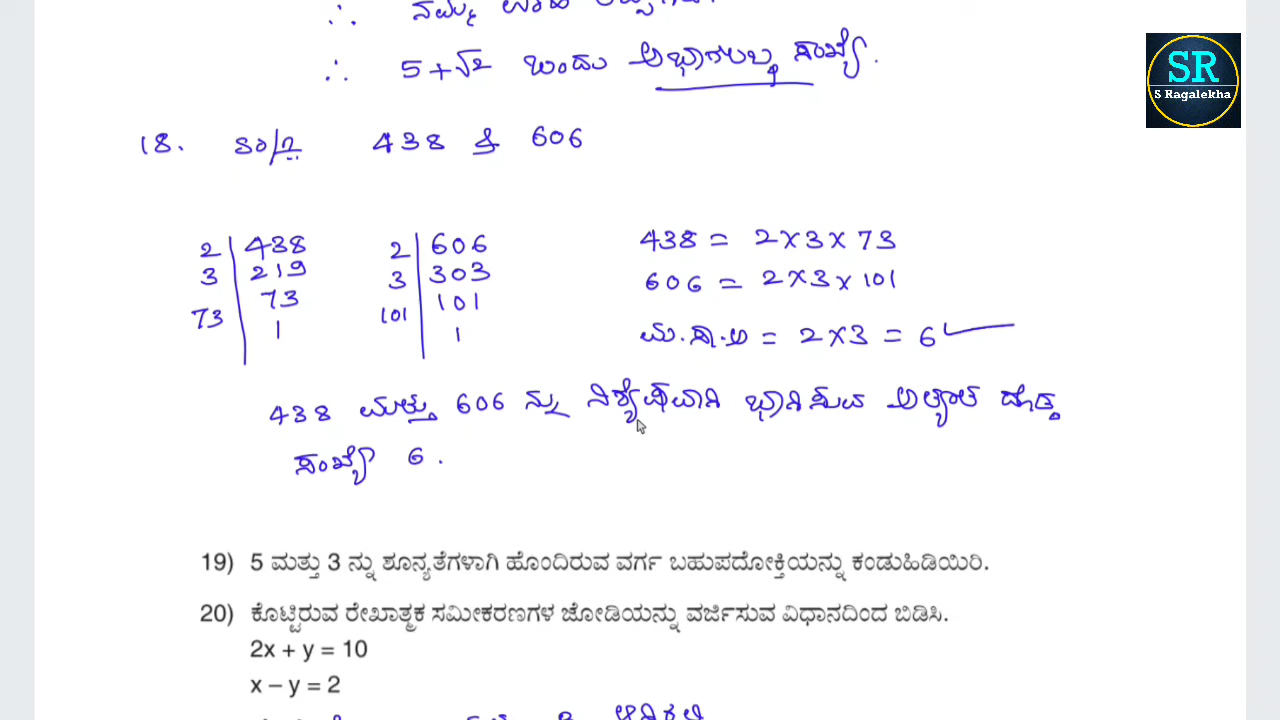 ∴ ನಮ್ಮ
∴ 5+√2 ಒಂದು ಅಭಾಗಲಬ್ಧ ಸಂಖ್ಯೆ.
SR
S Ragalekha
18. 438 & 606
2 | 438
3 | 219
73 | 73
1
2 | 606
3 | 303
101 | 101
1
438 = 2×3×73
606 = 2×3×101
ಮ.ಸಾ.ಅ = 2×3 = 6
438 ಮತ್ತು 606 ನ್ನು ನಿಶ್ಯೇಷವಾಗಿ ಭಾಗಿಸುವ ಅತ್ಯಂತ ದೊಡ್ಡ
ಸಂಖ್ಯೆ 6.
19) 5 ಮತ್ತು 3 ನ್ನು ಶೂನ್ಯತೆಗಳಾಗಿ ಹೊಂದಿರುವ ವರ್ಗ ಬಹುಪದೋಕ್ತಿಯನ್ನು ಕಂಡುಹಿಡಿಯಿರಿ.
20) ಕೊಟ್ಟಿರುವ ರೇಖಾತ್ಮಕ ಸಮೀಕರಣಗಳ ಜೋಡಿಯನ್ನು ವರ್ಜಿಸುವ ವಿಧಾನದಿಂದ ಬಿಡಿಸಿ.
2x + y = 10
x – y = 2